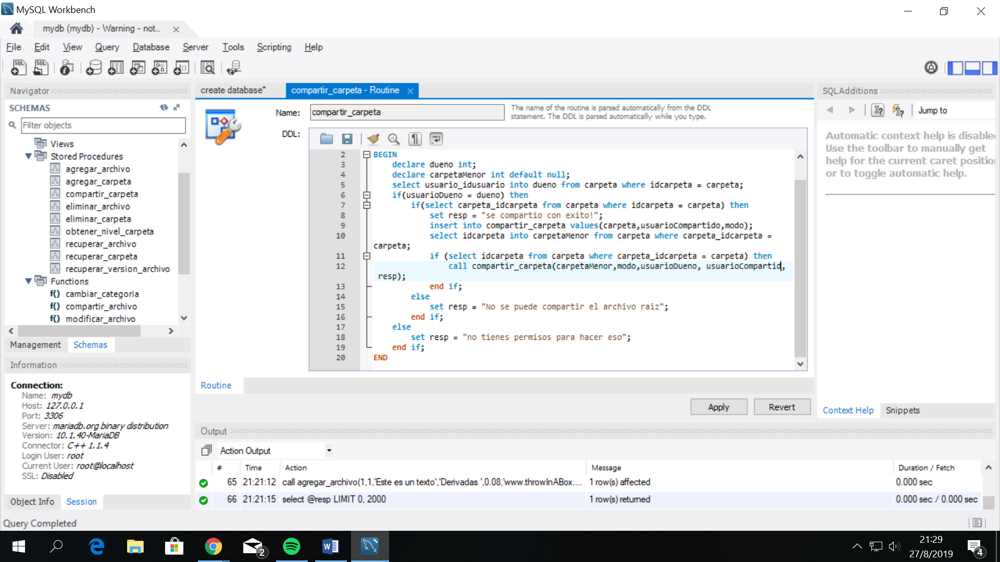 MySQL Workbench
mydb (mydb) - Warning - not...
File Edit View Query Database Server Tools Scripting Help
Navigator
SCHEMAS
Filter objects
Views
Stored Procedures
agregar_archivo
agregar_carpeta
compartir_carpeta
eliminar_archivo
eliminar_carpeta
obtener_nivel_carpeta
recuperar_archivo
recuperar_carpeta
recuperar_version_archivo
Functions
f() cambiar_categoria
f() compartir_archivo
f() modificar_archivo
Management Schemas
Information
Connection:
Name: mydb
Host: 127.0.0.1
Port: 3306
Server: mariadb.org binary distribution
Version: 10.1.40-MariaDB
Connector: C++ 1.1.4
Login User: root
Current User: root@localhost
SSL: Disabled
Object Info Session
Query Completed
create database* compartir_carpeta - Routine
Name: compartir_carpeta
The name of the routine is parsed automatically from the DDL
statement. The DDL is parsed automatically while you type.
DDL:
2 BEGIN
3 declare dueno int;
4 declare carpetaMenor int default null;
5 select usuario_idusuario into dueno from carpeta where idcarpeta = carpeta;
6 if(usuarioDueno = dueno) then
7 if(select carpeta_idcarpeta from carpeta where idcarpeta = carpeta) then
8 set resp = "se compartio con exito!";
9 insert into compartir_carpeta values(carpeta,usuarioCompartido,modo);
10 select idcarpeta into carpetaMenor from carpeta where carpeta_idcarpeta =
carpeta;
11 if (select idcarpeta from carpeta where carpeta_idcarpeta = carpeta) then
12 call compartir_carpeta(carpetaMenor,modo,usuarioDueno, usuarioCompartid,
resp);
13 end if;
14 else
15 set resp = "No se puede compartir el archivo raiz";
16 end if;
17 else
18 set resp = "no tienes permisos para hacer eso";
19 end if;
20 END
Routine
Apply Revert
SQLAdditions
Jump to
Automatic context help is disable
Use the toolbar to manually get
help for the current caret position
or to toggle automatic help.
Context Help Snippets
Output
Action Output
# Time Action Message Duration / Fetch
65 21:21:12 call agregar_archivo(1,1,'Este es un texto','Derivadas ',0.08,'www.throwInABox.... 1 row(s) affected 0.000 sec
66 21:21:15 select @resp LIMIT 0, 2000 1 row(s) returned 0.000 sec / 0.000 sec
2
21:29
27/8/2019
4